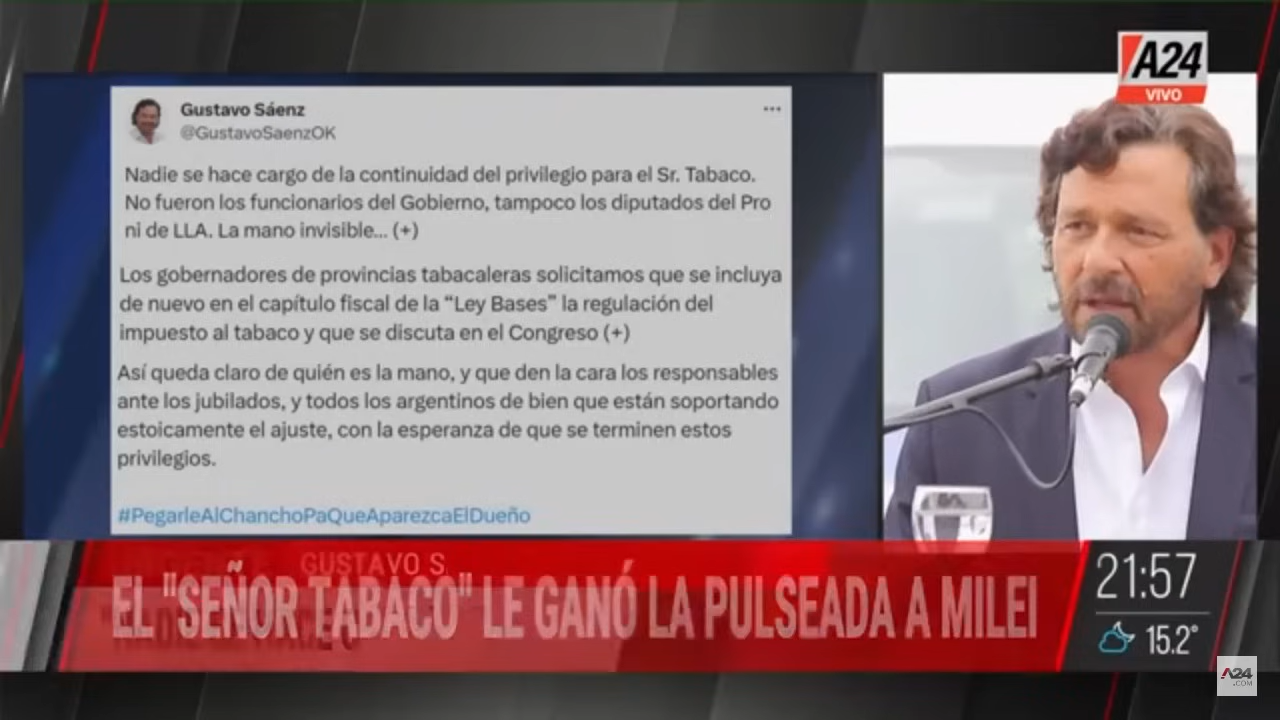 A24
VIVO
Gustavo Sáenz
@GustavoSaenzOK
Nadie se hace cargo de la continuidad del privilegio para el Sr. Tabaco.
No fueron los funcionarios del Gobierno, tampoco los diputados del Pro
ni de LLA. La mano invisible... (+)
Los gobernadores de provincias tabacaleras solicitamos que se incluya
de nuevo en el capítulo fiscal de la “Ley Bases” la regulación del
impuesto al tabaco y que se discuta en el Congreso (+)
Así queda claro de quién es la mano, y que den la cara los responsables
ante los jubilados, y todos los argentinos de bien que están soportando
estoicamente el ajuste, con la esperanza de que se terminen estos
privilegios.
#PegarleAlChanchoPaQueAparezcaElDueño
GUSTAVO S
EL "SEÑOR TABACO" LE GANÓ LA PULSEADA A MILEI
21:57
15.2°
A24
.COM